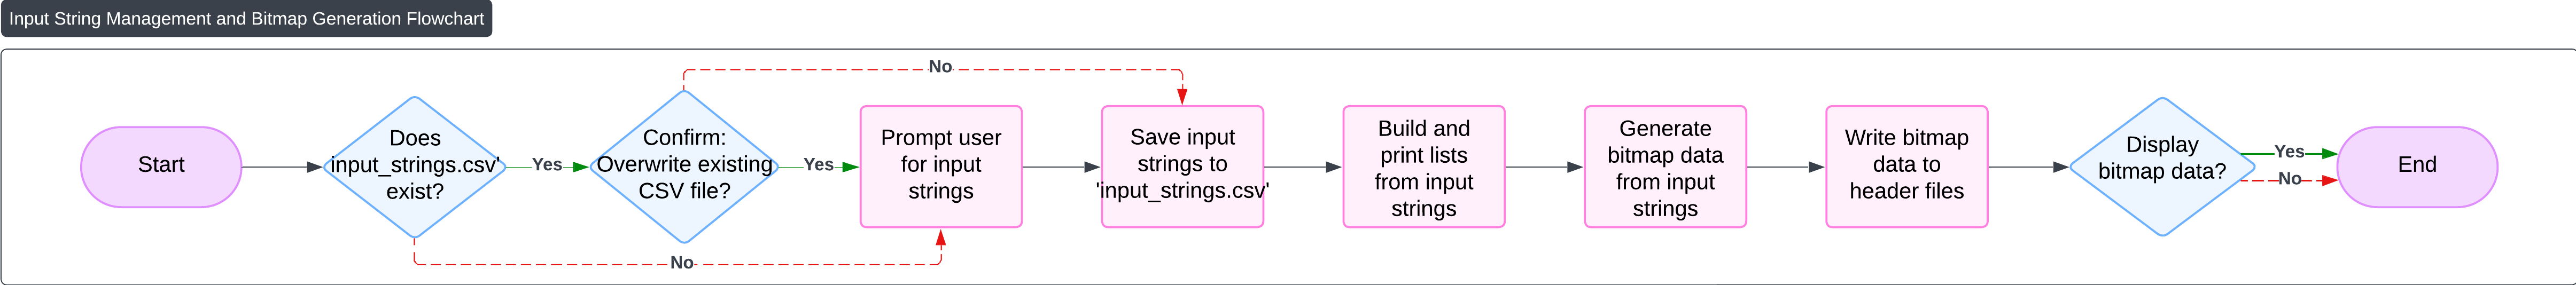 Input String Management and Bitmap Generation Flowchart
Start
Does
'input_strings.csv'
exist?
Yes
No
Confirm:
Overwrite existing
CSV file?
Yes
No
Prompt user
for input
strings
Save input
strings to
'input_strings.csv'
Build and
print lists
from input
strings
Generate
bitmap data
from input
strings
Write bitmap
data to
header files
Display
bitmap data?
Yes
No
End